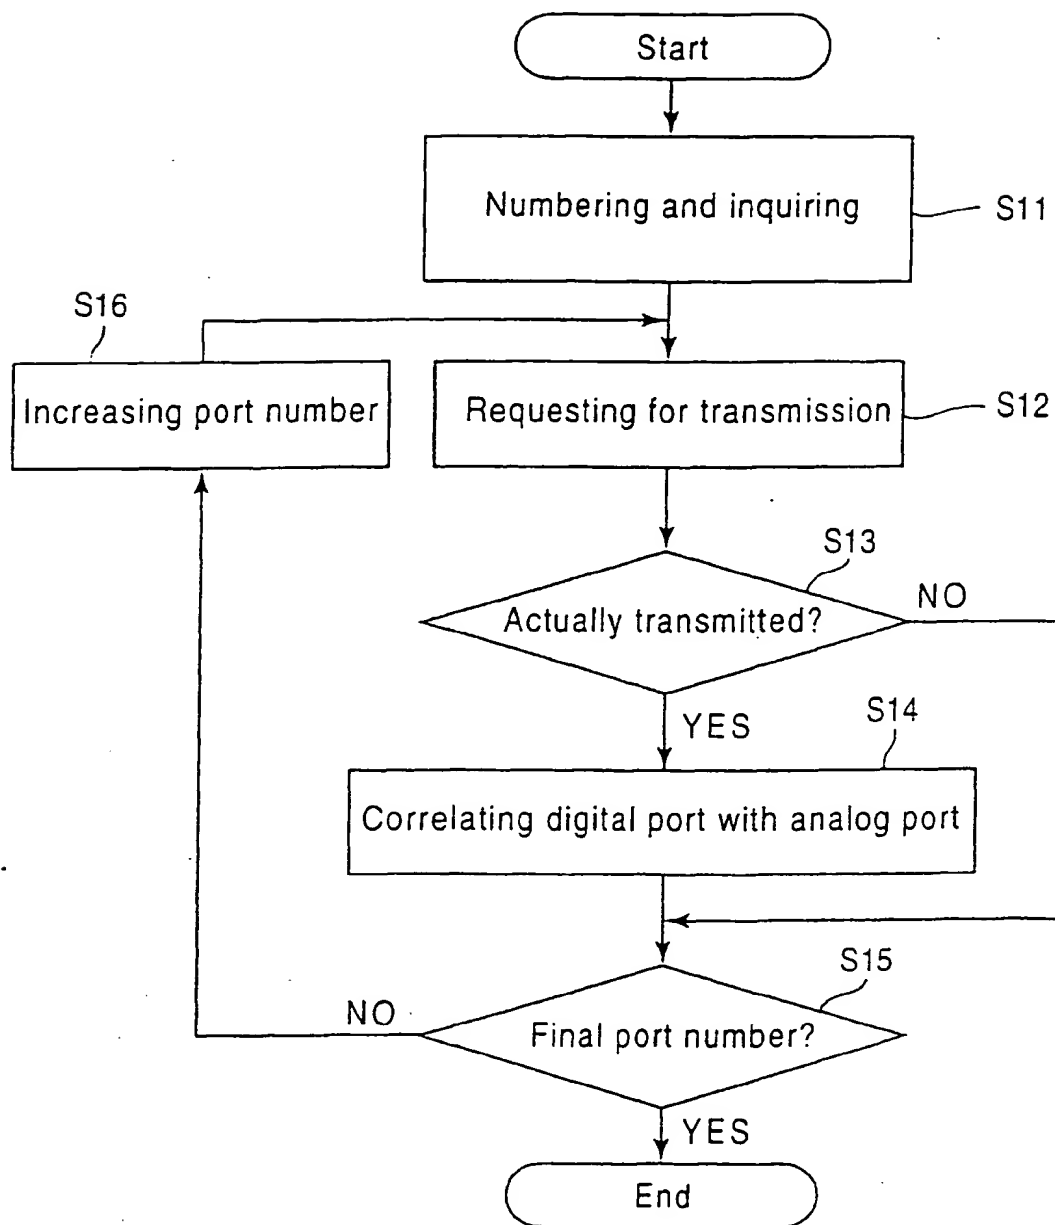 Start
Numbering and inquiring
S11
S16
Increasing port number
Requesting for transmission
S12
S13
Actually transmitted?
NO
YES
S14
Correlating digital port with analog port
S15
NO
Final port number?
YES
End